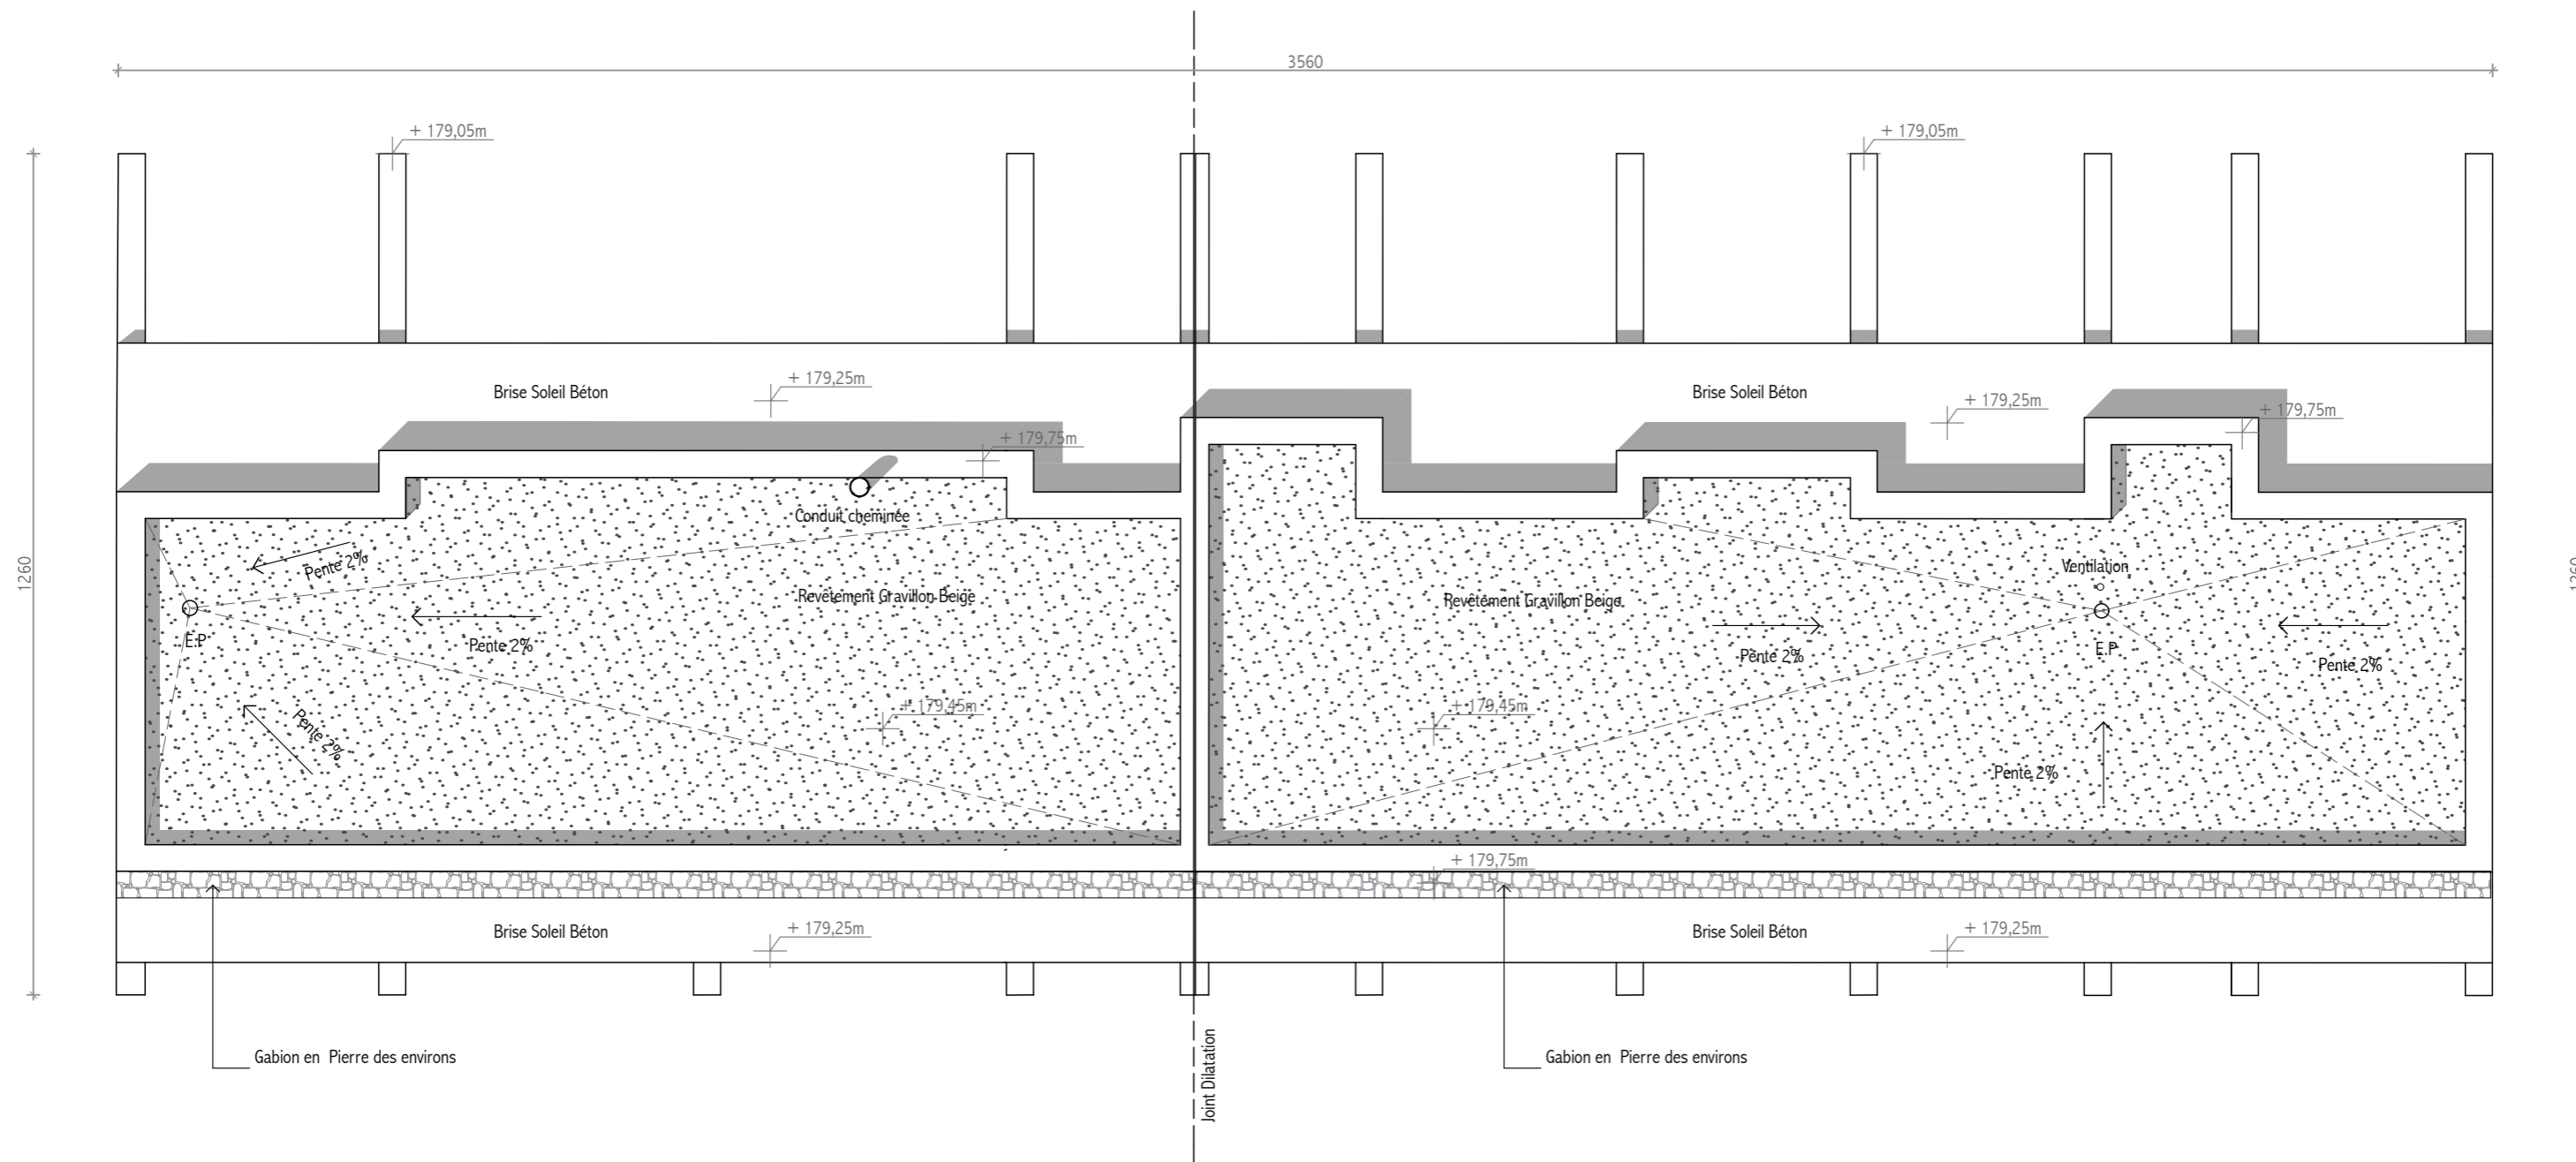 3560
+ 179,05m
+ 179,05m
Brise Soleil Béton
+ 179,25m
Brise Soleil Béton
+ 179,25m
+ 179,75m
+ 179,75m
Conduit cheminée
Pente 2%
Ventilation
1260
1260
Revêtement Gravillon Beige
Revêtement Gravillon Beige
E.P
Pente 2%
E.P
Pente 2%
Pente 2%
+ 179,45m
+ 179,45m
Pente 2%
Pente 2%
+ 179,75m
Brise Soleil Béton
+ 179,25m
Brise Soleil Béton
+ 179,25m
Gabion en Pierre des environs
Joint Dilatation
Gabion en Pierre des environs